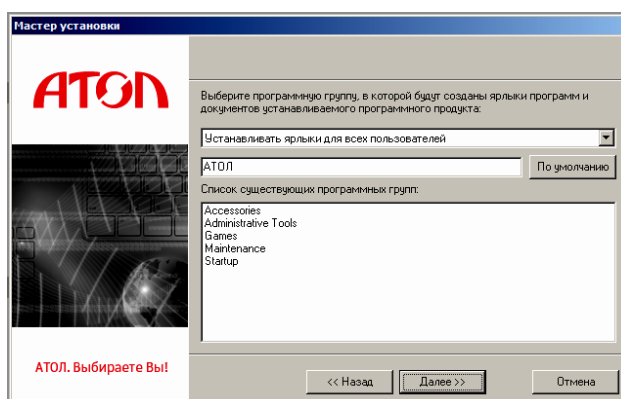 Мастер установки
АТОЛ
Выберите программную группу, в которой будут созданы ярлыки программ и
документов устанавливаемого программного продукта:
Устанавливать ярлыки для всех пользователей
АТОЛ
По умолчанию
Список существующих программных групп:
Accessories
Administrative Tools
Games
Maintenance
Startup
АТОЛ. Выбираете Вы!
<< Назад
Далее >>
Отмена